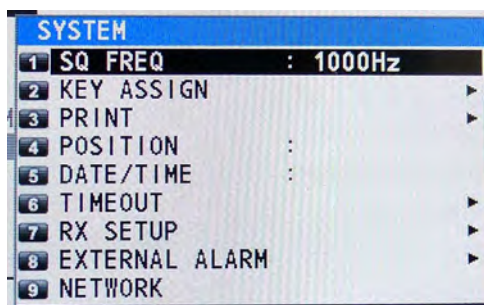 SYSTEM
1 SQ FREQ : 1000Hz
2 KEY ASSIGN ▶
3 PRINT ▶
4 POSITION :
5 DATE/TIME :
6 TIMEOUT ▶
7 RX SETUP ▶
8 EXTERNAL ALARM ▶
9 NETWORK